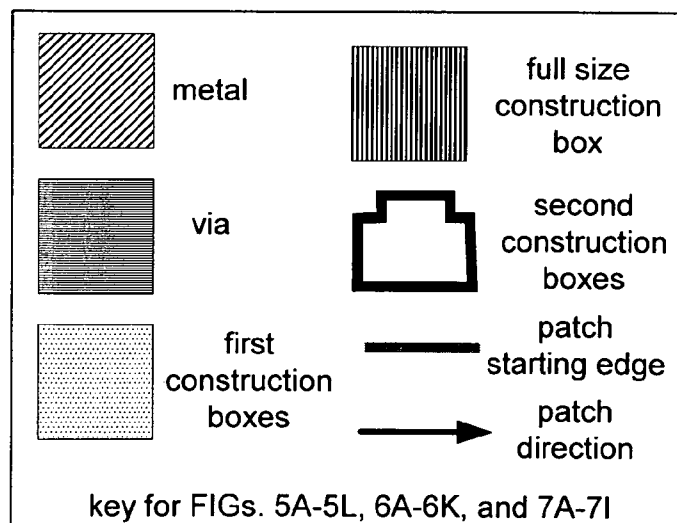 metal
full size
construction
box
via
second
construction
boxes
first
construction
boxes
patch
starting edge
patch
direction
key for FIGs. 5A-5L, 6A-6K, and 7A-7I